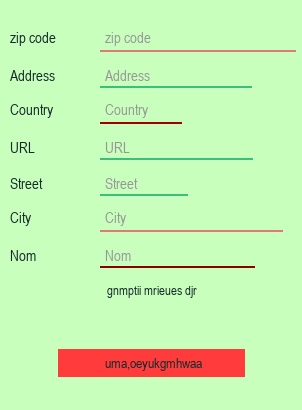 zip code zip code
Address Address
Country Country
URL URL
Street Street
City City
Nom Nom
gnmptii mrieues djr
uma,oeyukgmhwaa